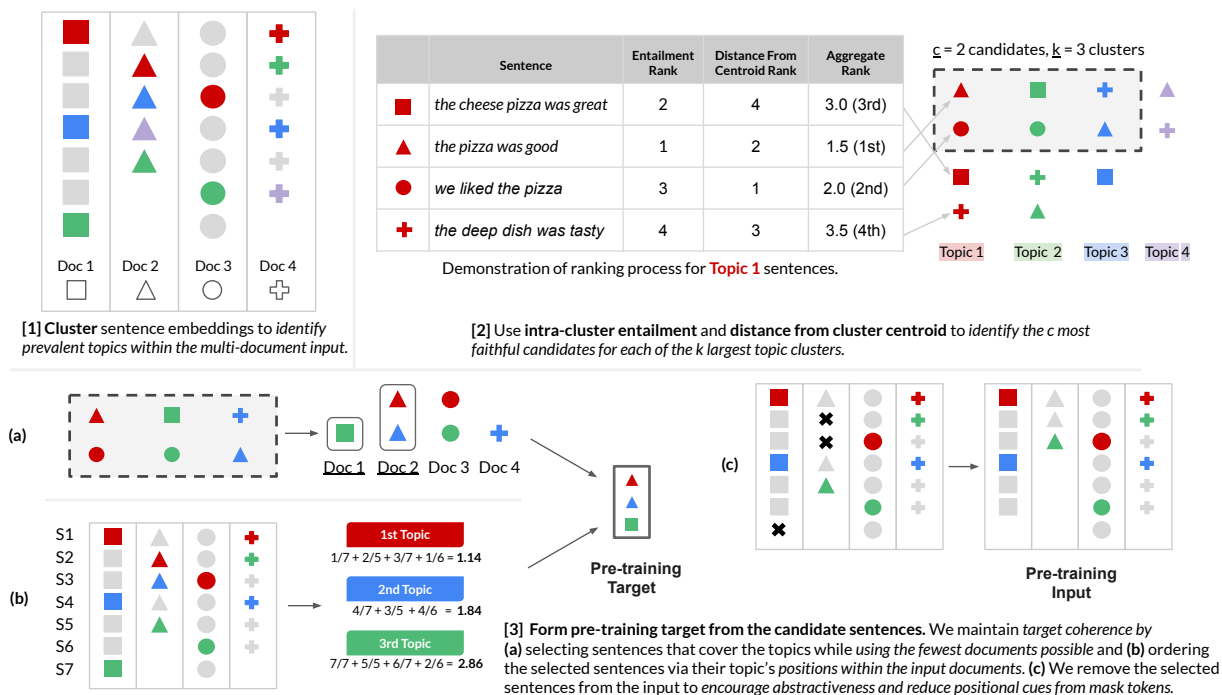 Doc 1 Doc 2 Doc 3 Doc 4
[1] Cluster sentence embeddings to identify
prevalent topics within the multi-document input.
Sentence Entailment Rank Distance From Centroid Rank Aggregate Rank
the cheese pizza was great 2 4 3.0 (3rd)
the pizza was good 1 2 1.5 (1st)
we liked the pizza 3 1 2.0 (2nd)
the deep dish was tasty 4 3 3.5 (4th)
Demonstration of ranking process for Topic 1 sentences.
c = 2 candidates, k = 3 clusters
Topic 1 Topic 2 Topic 3 Topic 4
[2] Use intra-cluster entailment and distance from cluster centroid to identify the c most
faithful candidates for each of the k largest topic clusters.
(a)
Doc 1 Doc 2 Doc 3 Doc 4
(b)
S1
S2
S3
S4
S5
S6
S7
1st Topic
1/7 + 2/5 + 3/7 + 1/6 = 1.14
2nd Topic
4/7 + 3/5 + 4/6 = 1.84
3rd Topic
7/7 + 5/5 + 6/7 + 2/6 = 2.86
Pre-training
Target
(c)
Pre-training
Input
[3] Form pre-training target from the candidate sentences. We maintain target coherence by
(a) selecting sentences that cover the topics while using the fewest documents possible and (b) ordering
the selected sentences via their topic's positions within the input documents. (c) We remove the selected
sentences from the input to encourage abstractiveness and reduce positional cues from mask tokens.